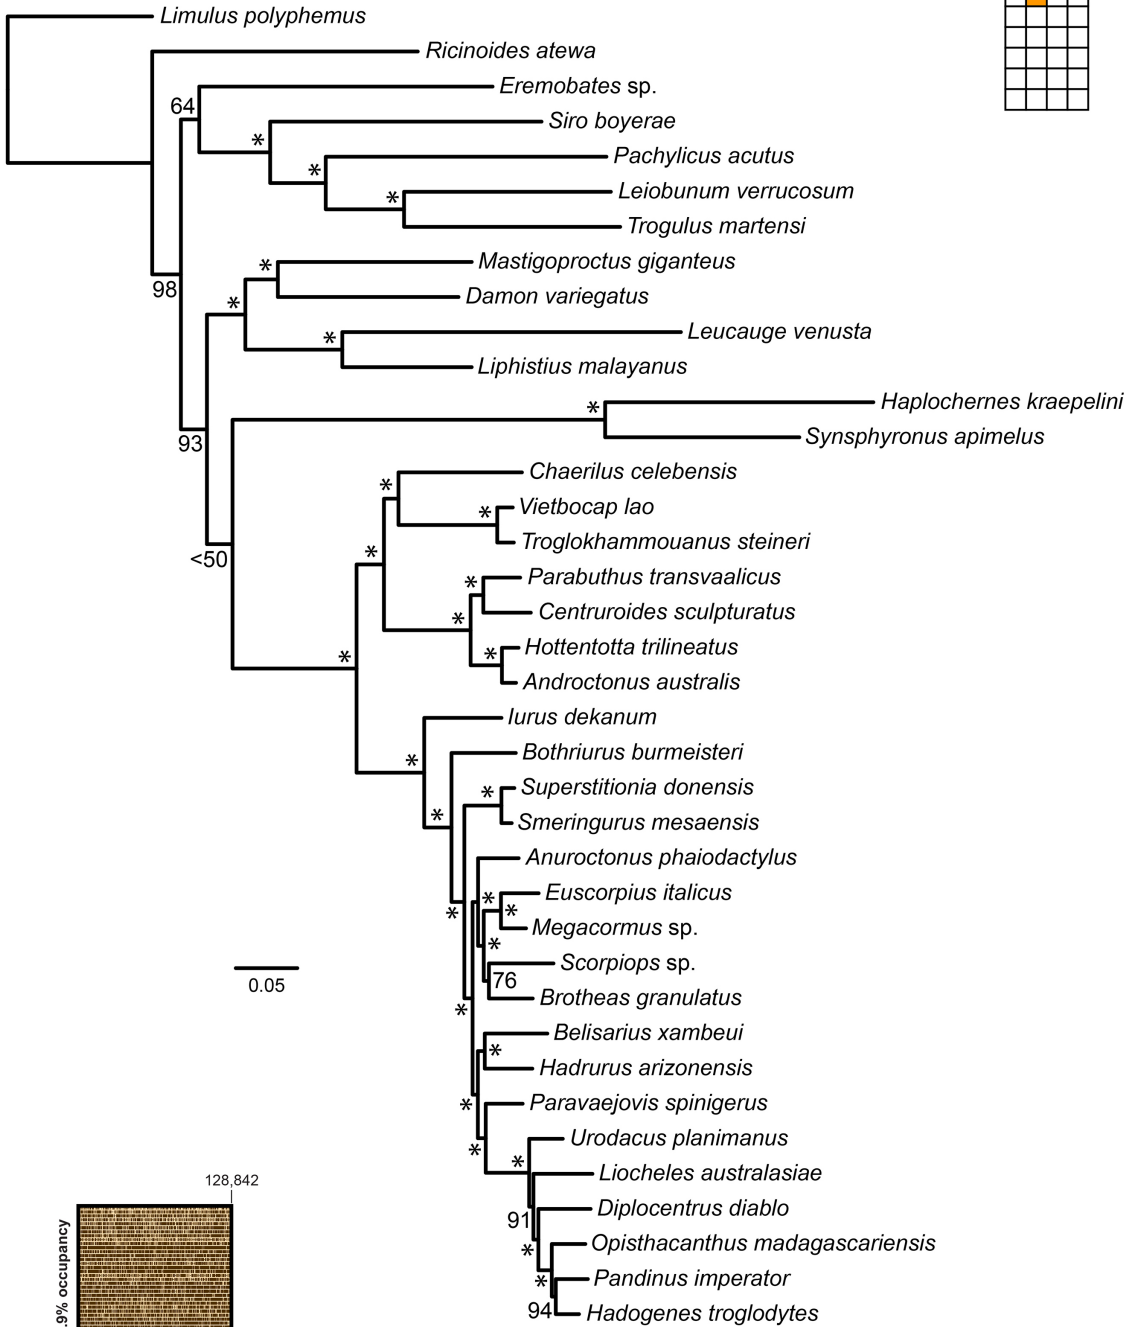 Limulus polyphemus
Ricinoides atewa
Eremobates sp.
64
Siro boyerae
*
Pachylicus acutus
*
Leiobunum verrucosum
*
Trogulus martensi
Mastigoproctus giganteus
*
98
Damon variegatus
*
Leucauge venusta
*
Liphistius malayanus
Haplochernes kraepelini
*
Synsphyronus apimelus
93
Chaerilus celebensis
*
Vietbocap lao
*
Troglokhammouanus steineri
*
<50
Parabuthus transvaalicus
*
Centruroides sculpturatus
*
Hottentotta trilineatus
*
*
Androctonus australis
Iurus dekanum
Bothriurus burmeisteri
*
Superstitionia donensis
*
Smeringurus mesaensis
*
Anuroctonus phaiodactylus
Euscorpius italicus
*
*
*
Megacormus sp.
*
Scorpiops sp.
76
0.05
Brotheas granulatus
*
Belisarius xambeui
*
Hadrurus arizonensis
Paravaejovis spinigerus
*
Urodacus planimanus
*
*
Liocheles australasiae
128,842
Diplocentrus diablo
91
Opisthacanthus madagascariensis
*
Pandinus imperator
*
Hadogenes troglodytes
94
.9% occupancy